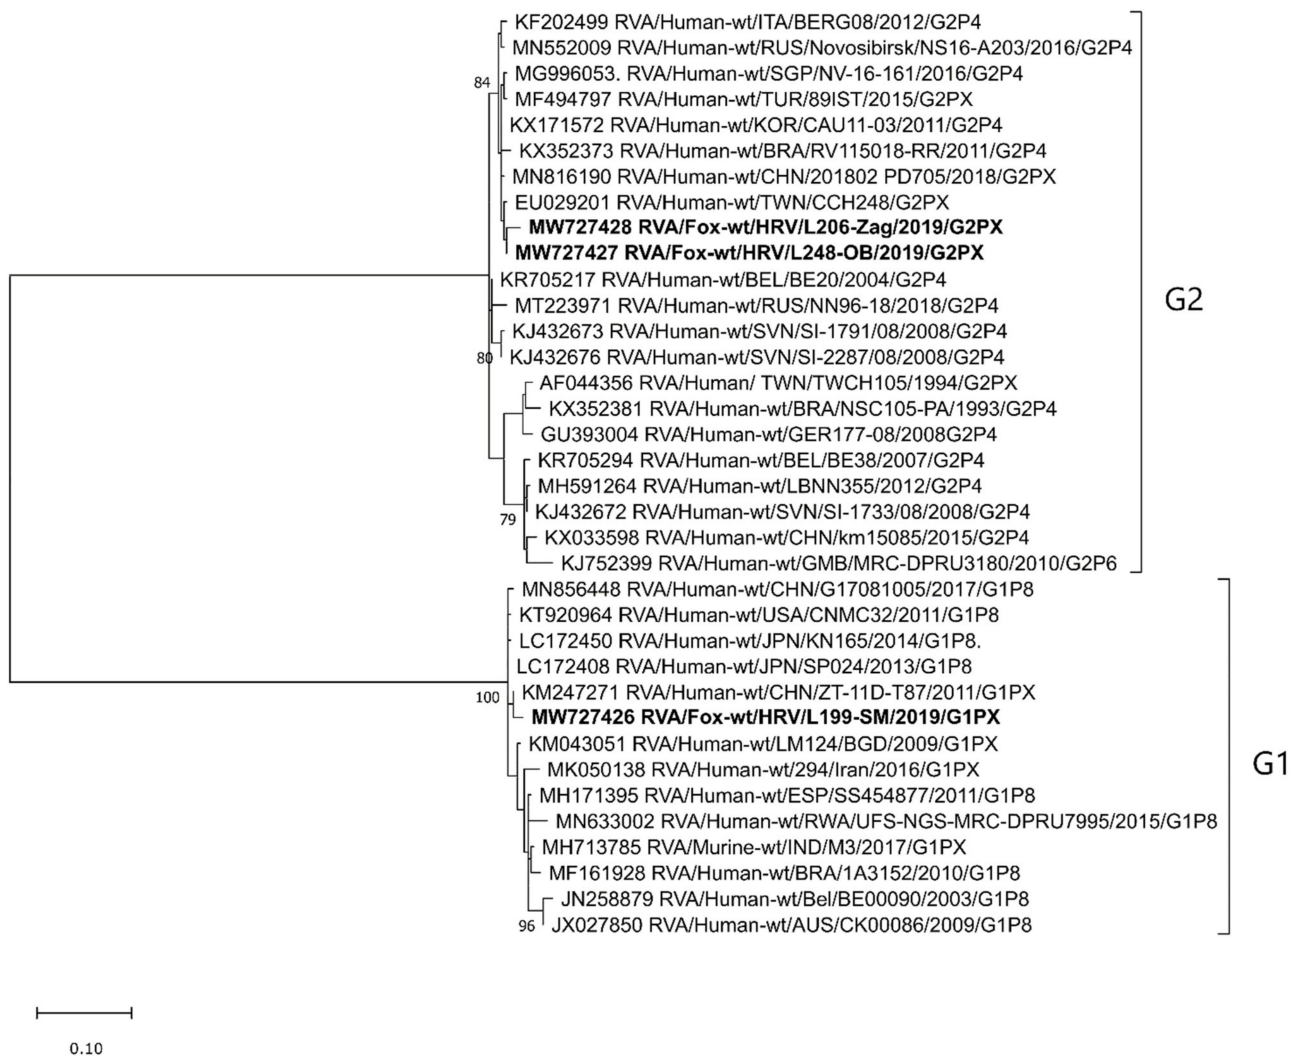 KF202499 RVA/Human-wt/ITA/BERG08/2012/G2P4
MN552009 RVA/Human-wt/RUS/Novosibirsk/NS16-A203/2016/G2P4
84
MG996053. RVA/Human-wt/SGP/NV-16-161/2016/G2P4
MF494797 RVA/Human-wt/TUR/89IST/2015/G2PX
KX171572 RVA/Human-wt/KOR/CAU11-03/2011/G2P4
KX352373 RVA/Human-wt/BRA/RV115018-RR/2011/G2P4
MN816190 RVA/Human-wt/CHN/201802 PD705/2018/G2PX
EU029201 RVA/Human-wt/TWN/CCH248/G2PX
MW727428 RVA/Fox-wt/HRV/L206-Zag/2019/G2PX
MW727427 RVA/Fox-wt/HRV/L248-OB/2019/G2PX
KR705217 RVA/Human-wt/BEL/BE20/2004/G2P4
G2
MT223971 RVA/Human-wt/RUS/NN96-18/2018/G2P4
KJ432673 RVA/Human-wt/SVN/SI-1791/08/2008/G2P4
80
KJ432676 RVA/Human-wt/SVN/SI-2287/08/2008/G2P4
AF044356 RVA/Human/ TWN/TWCH105/1994/G2PX
KX352381 RVA/Human-wt/BRA/NSC105-PA/1993/G2P4
GU393004 RVA/Human-wt/GER177-08/2008G2P4
KR705294 RVA/Human-wt/BEL/BE38/2007/G2P4
MH591264 RVA/Human-wt/LBNN355/2012/G2P4
79
KJ432672 RVA/Human-wt/SVN/SI-1733/08/2008/G2P4
KX033598 RVA/Human-wt/CHN/km15085/2015/G2P4
KJ752399 RVA/Human-wt/GMB/MRC-DPRU3180/2010/G2P6
MN856448 RVA/Human-wt/CHN/G17081005/2017/G1P8
KT920964 RVA/Human-wt/USA/CNMC32/2011/G1P8
LC172450 RVA/Human-wt/JPN/KN165/2014/G1P8.
LC172408 RVA/Human-wt/JPN/SP024/2013/G1P8
100
KM247271 RVA/Human-wt/CHN/ZT-11D-T87/2011/G1PX
MW727426 RVA/Fox-wt/HRV/L199-SM/2019/G1PX
KM043051 RVA/Human-wt/LM124/BGD/2009/G1PX
G1
MK050138 RVA/Human-wt/294/Iran/2016/G1PX
MH171395 RVA/Human-wt/ESP/SS454877/2011/G1P8
MN633002 RVA/Human-wt/RWA/UFS-NGS-MRC-DPRU7995/2015/G1P8
MH713785 RVA/Murine-wt/IND/M3/2017/G1PX
MF161928 RVA/Human-wt/BRA/1A3152/2010/G1P8
JN258879 RVA/Human-wt/Bel/BE00090/2003/G1P8
96
JX027850 RVA/Human-wt/AUS/CK00086/2009/G1P8
0.10